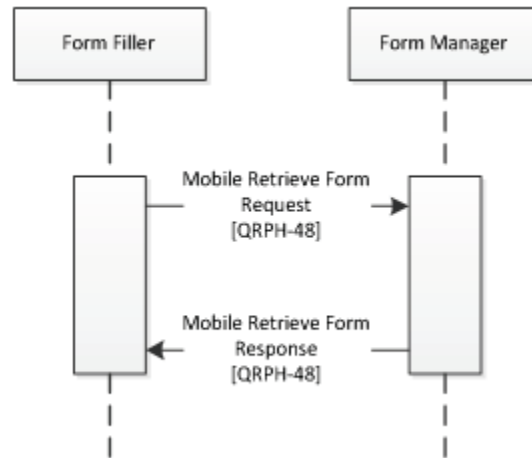 Form Filler
Form Manager
Mobile Retrieve Form
Request
[QRPH-48]
Mobile Retrieve Form
Response
[QRPH-48]